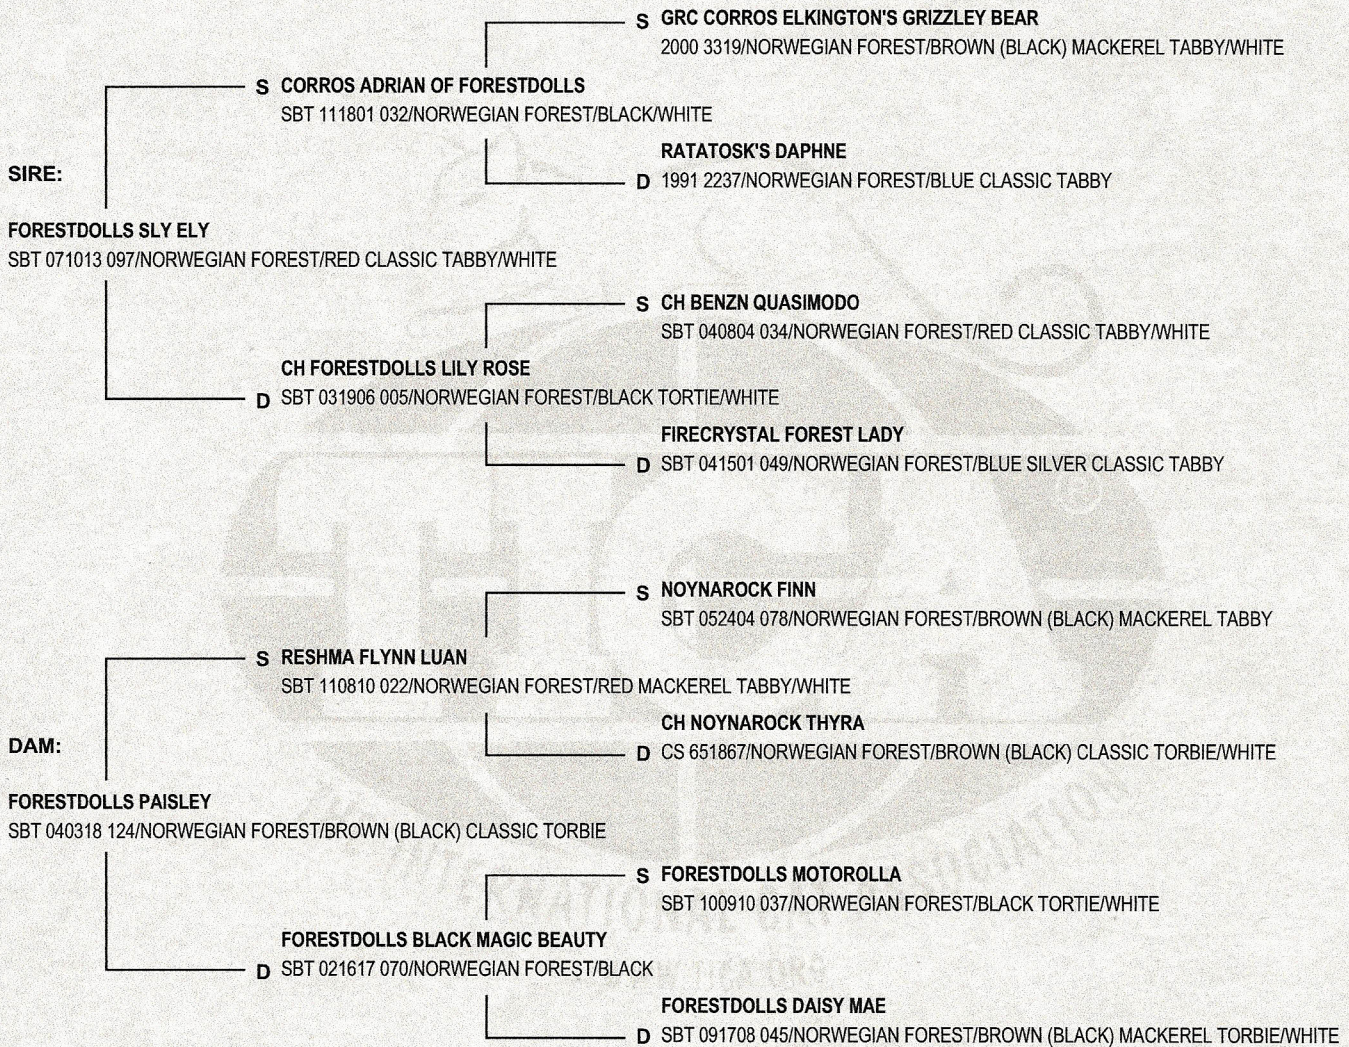 S GRC CORROS ELKINGTON'S GRIZZLEY BEAR
2000 3319/NORWEGIAN FOREST/BROWN (BLACK) MACKEREL TABBY/WHITE
S CORROS ADRIAN OF FORESTDOLLS
SBT 111801 032/NORWEGIAN FOREST/BLACK/WHITE
RATATOSK'S DAPHNE
D 1991 2237/NORWEGIAN FOREST/BLUE CLASSIC TABBY
SIRE:
FORESTDOLLS SLY ELY
SBT 071013 097/NORWEGIAN FOREST/RED CLASSIC TABBY/WHITE
S CH BENZN QUASIMODO
SBT 040804 034/NORWEGIAN FOREST/RED CLASSIC TABBY/WHITE
CH FORESTDOLLS LILY ROSE
D SBT 031906 005/NORWEGIAN FOREST/BLACK TORTIE/WHITE
FIRECRYSTAL FOREST LADY
D SBT 041501 049/NORWEGIAN FOREST/BLUE SILVER CLASSIC TABBY
TICA
®
S NOYNAROCK FINN
SBT 052404 078/NORWEGIAN FOREST/BROWN (BLACK) MACKEREL TABBY
S RESHMA FLYNN LUAN
SBT 110810 022/NORWEGIAN FOREST/RED MACKEREL TABBY/WHITE
CH NOYNAROCK THYRA
D CS 651867/NORWEGIAN FOREST/BROWN (BLACK) CLASSIC TORBIE/WHITE
DAM:
FORESTDOLLS PAISLEY
SBT 040318 124/NORWEGIAN FOREST/BROWN (BLACK) CLASSIC TORBIE
THE INTERNATIONAL CAT ASSOCIATION
S FORESTDOLLS MOTOROLLA
SBT 100910 037/NORWEGIAN FOREST/BLACK TORTIE/WHITE
FORESTDOLLS BLACK MAGIC BEAUTY
D SBT 021617 070/NORWEGIAN FOREST/BLACK
WWW.TICA.ORG
FORESTDOLLS DAISY MAE
D SBT 091708 045/NORWEGIAN FOREST/BROWN (BLACK) MACKEREL TORBIE/WHITE